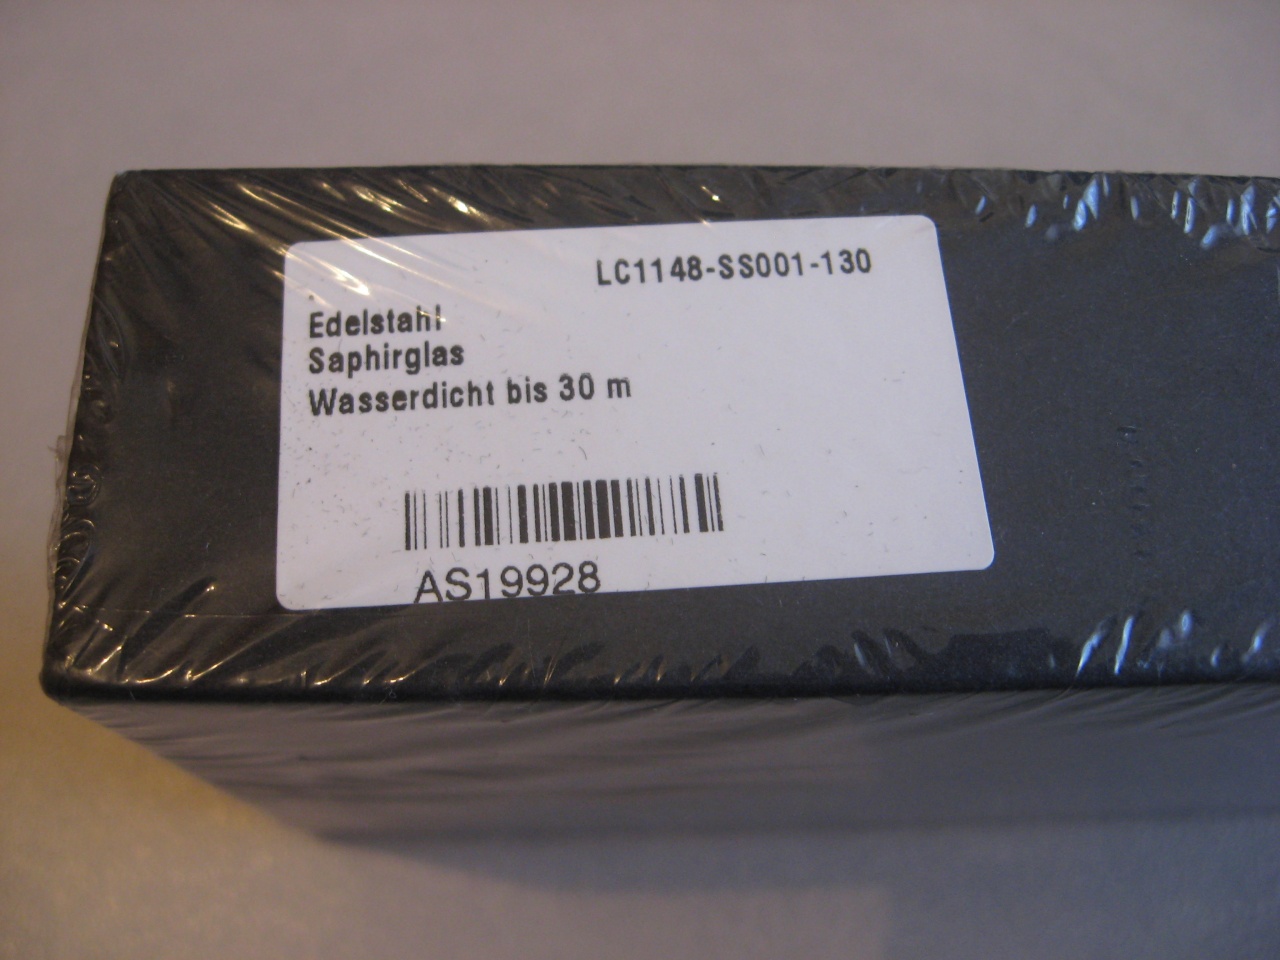 LC1148-SS001-130
Edelstahl
Saphirglas
Wasserdicht bis 30 m
AS19928